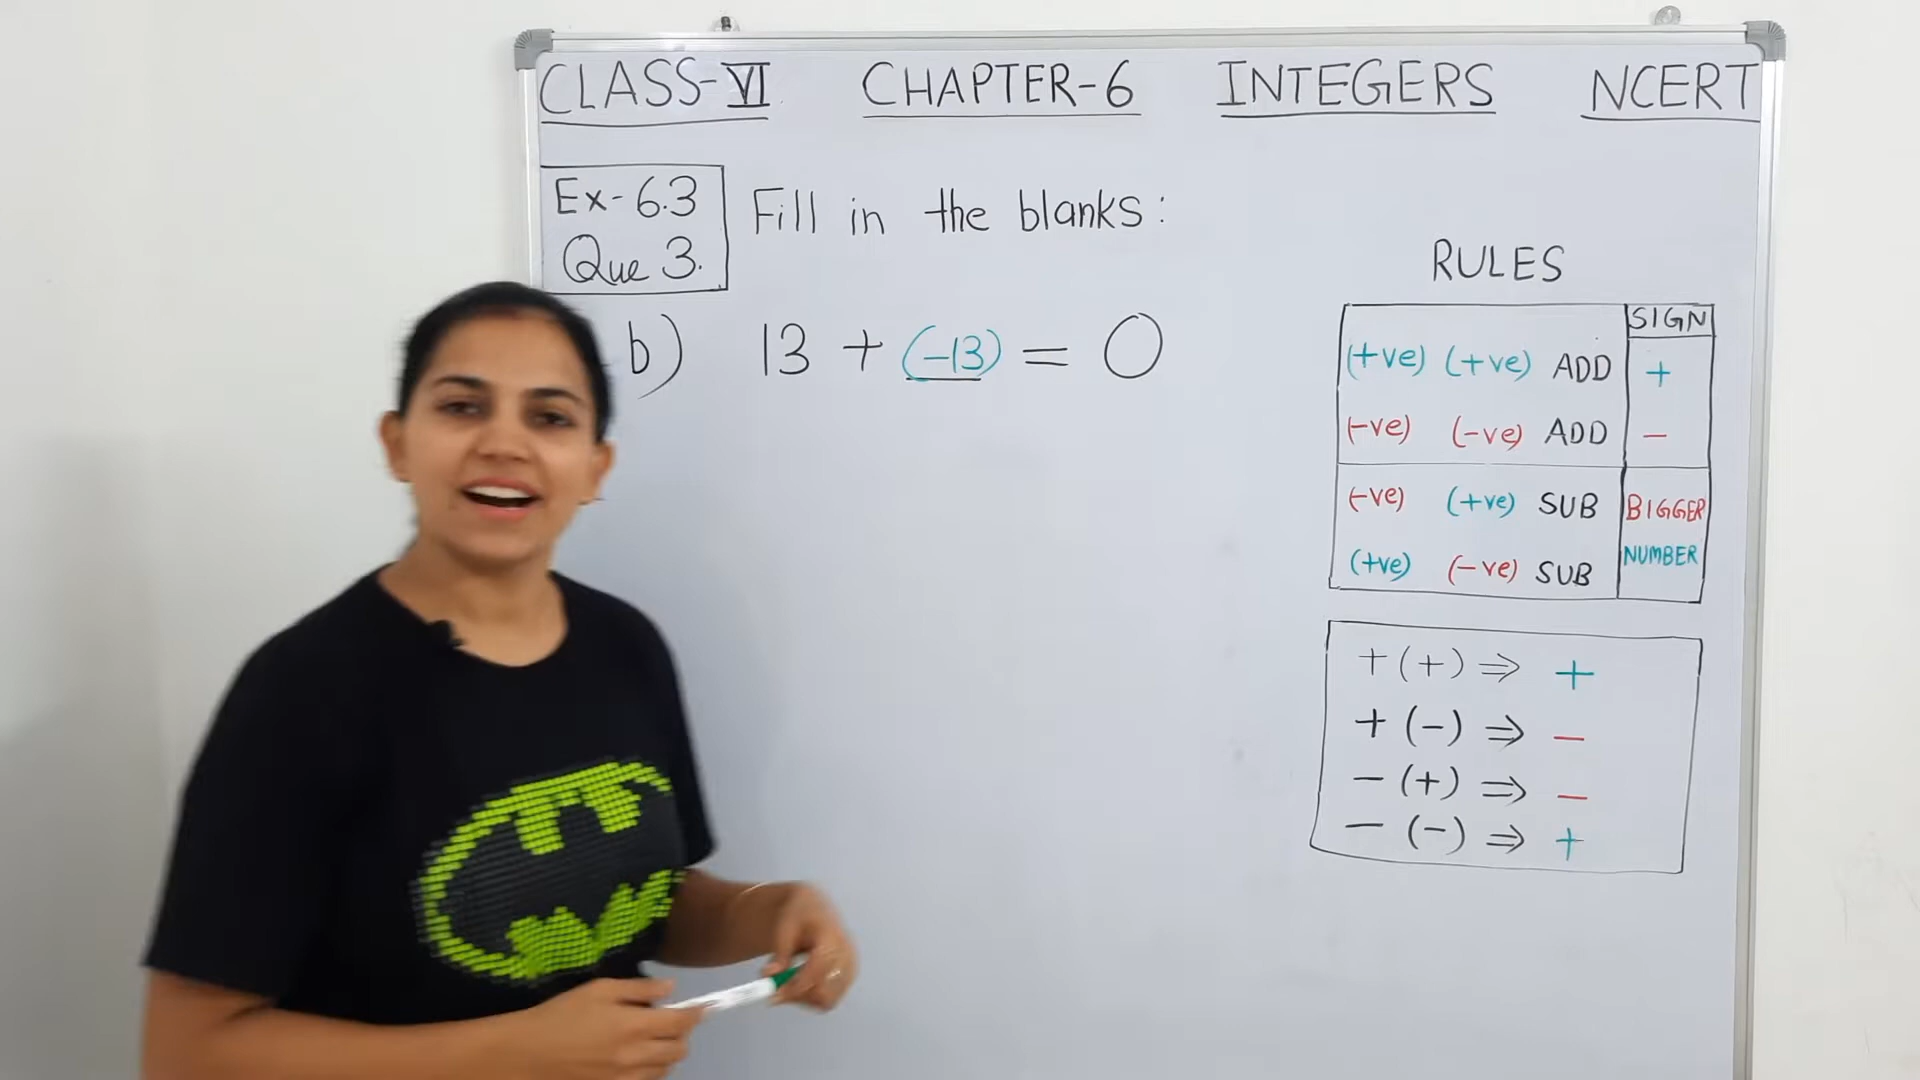 CLASS-VI CHAPTER-6 INTEGERS NCERT
Ex-6.3
Que 3.
Fill in the blanks:
b) 13 + (-13) = 0
RULES
SIGN
(+ve) (+ve) ADD +
(-ve) (-ve) ADD -
(-ve) (+ve) SUB BIGGER
(+ve) (-ve) SUB NUMBER
+ (+) ⇒ +
+ (-) ⇒ -
- (+) ⇒ -
- (-) ⇒ +